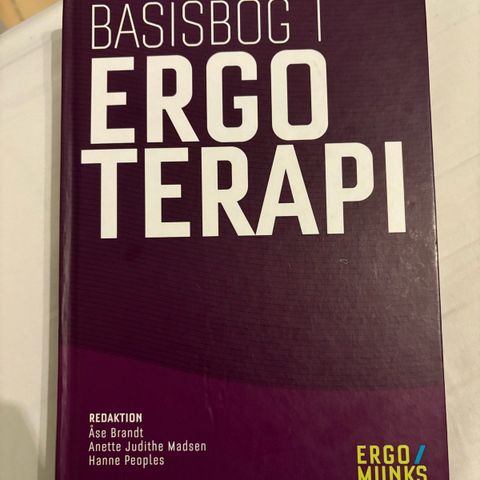 BASISBOG I
ERGO
TERAPI
REDAKTION
Åse Brandt
Anette Judithe Madsen
Hanne Peoples
ERGO/
MUNKS